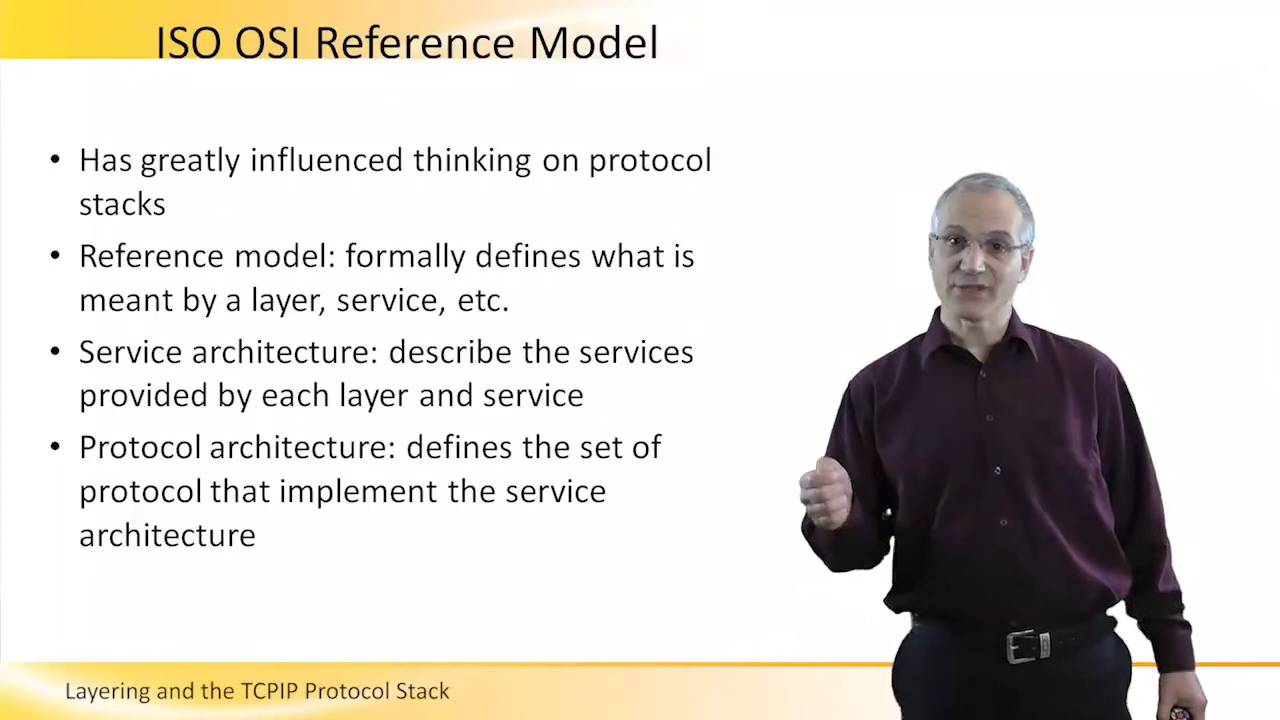 ISO OSI Reference Model
• Has greatly influenced thinking on protocol
stacks
• Reference model: formally defines what is
meant by a layer, service, etc.
• Service architecture: describe the services
provided by each layer and service
• Protocol architecture: defines the set of
protocol that implement the service
architecture
Layering and the TCPIP Protocol Stack